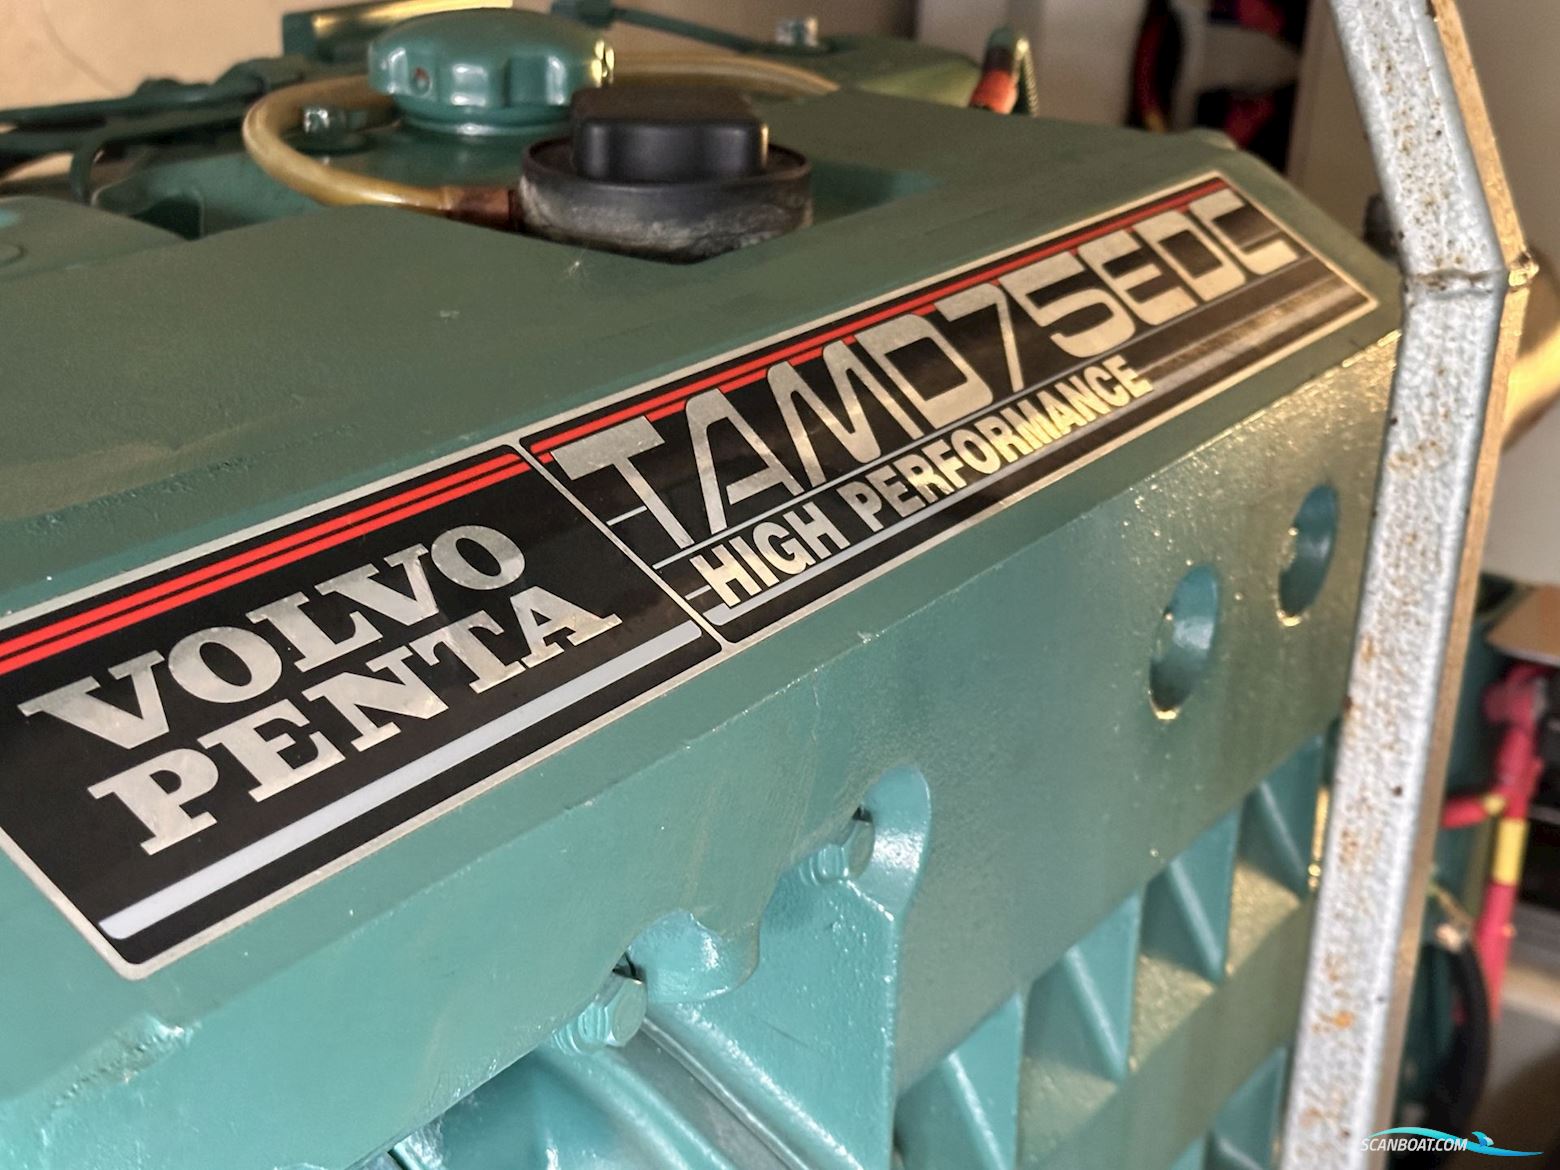 VOLVO
PENTA
TAMD75EDC
HIGH PERFORMANCE
SCANBOAT.COM